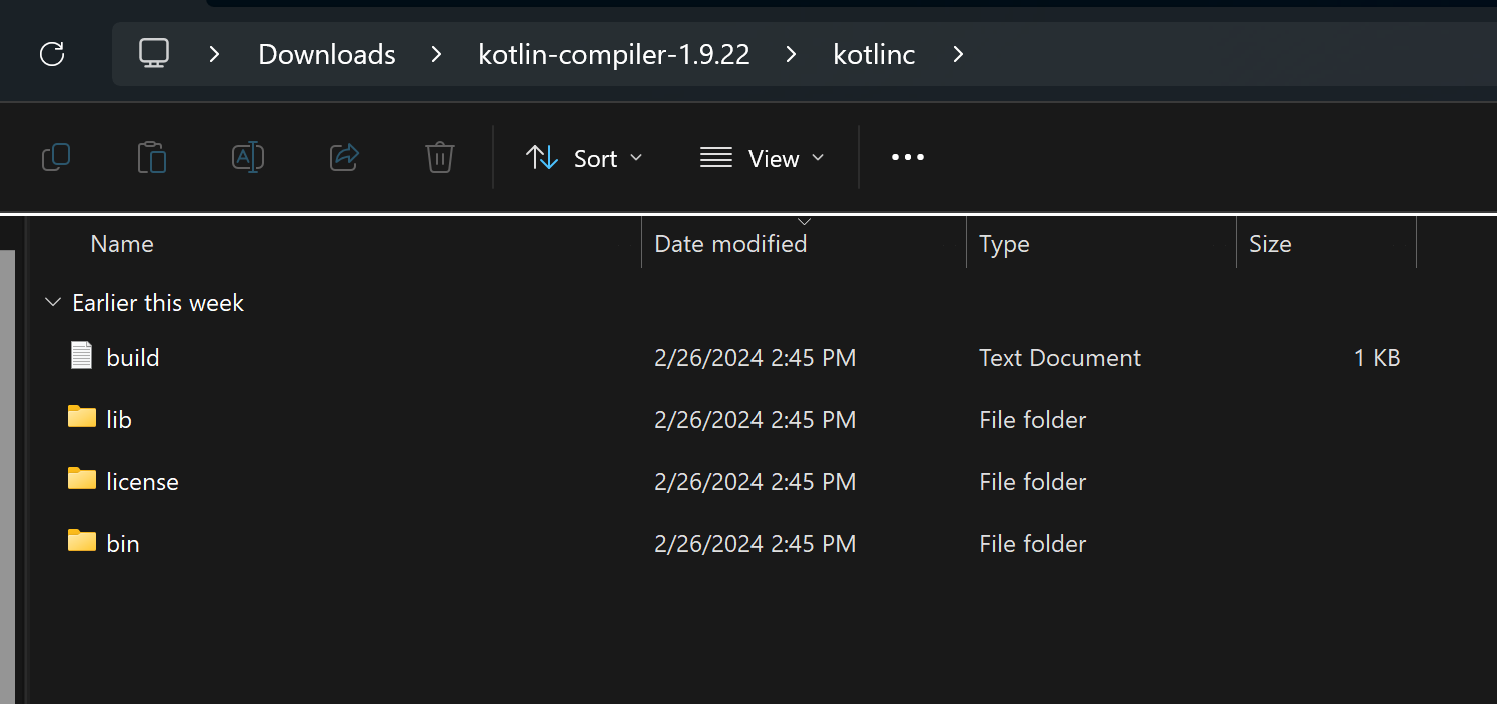 Downloads > kotlin-compiler-1.9.22 > kotlinc >
Sort View
Name Date modified Type Size
Earlier this week
build 2/26/2024 2:45 PM Text Document 1 KB
lib 2/26/2024 2:45 PM File folder
license 2/26/2024 2:45 PM File folder
bin 2/26/2024 2:45 PM File folder